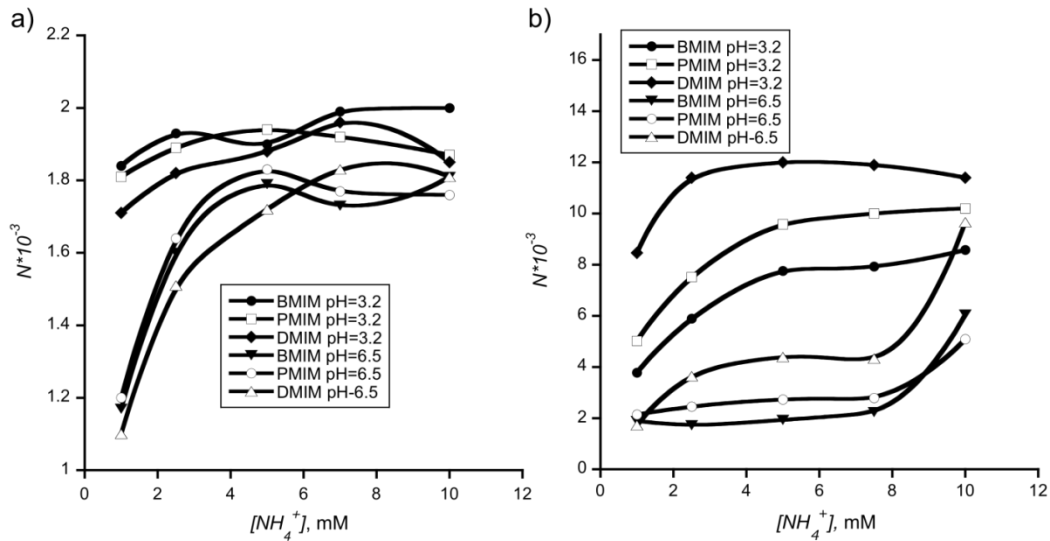 a)
2.2
2
1.8
1.6
1.4
1.2
1
N*10^-3
BMIM pH=3.2
PMIM pH=3.2
DMIM pH=3.2
BMIM pH=6.5
PMIM pH=6.5
DMIM pH-6.5
0 2 4 6 8 10 12
[NH4+], mM
b)
16
14
12
10
8
6
4
2
0
N*10^-3
BMIM pH=3.2
PMIM pH=3.2
DMIM pH=3.2
BMIM pH=6.5
PMIM pH=6.5
DMIM pH-6.5
0 2 4 6 8 10 12
[NH4+], mM